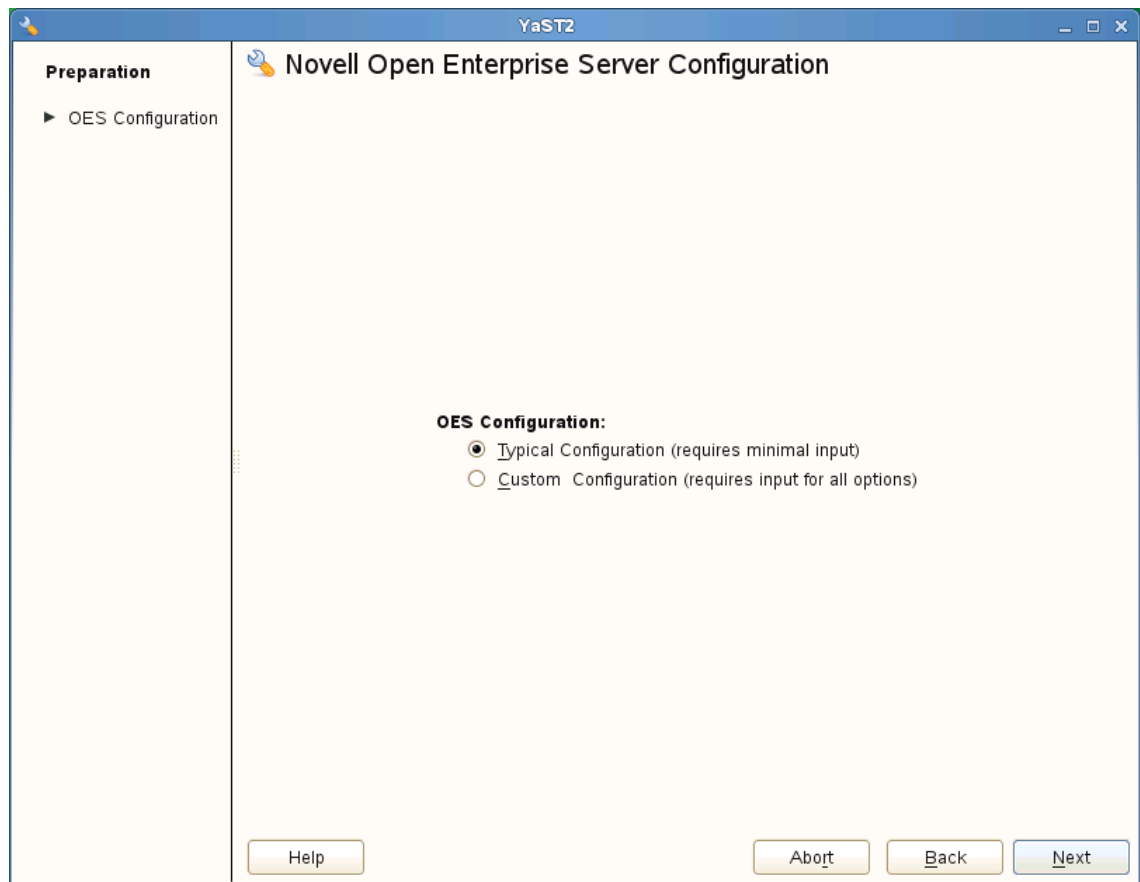 YaST2
Preparation
OES Configuration
Novell Open Enterprise Server Configuration
OES Configuration:
Typical Configuration (requires minimal input)
Custom  Configuration (requires input for all options)
Help
Abort
Back
Next